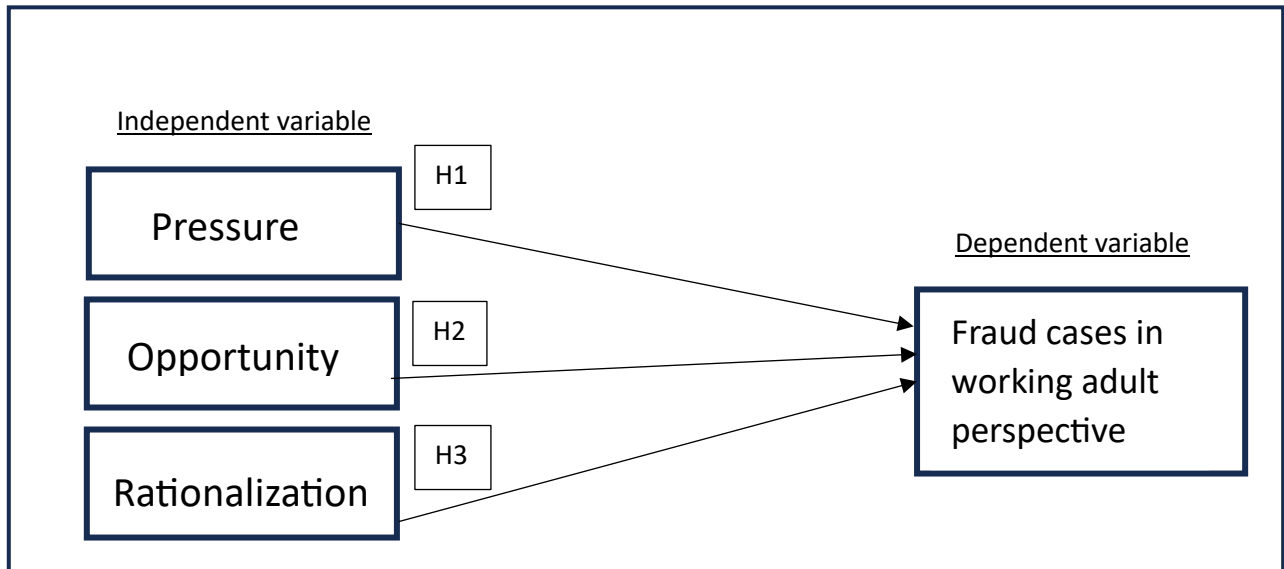 Independent variable
H1
Pressure
H2
Opportunity
H3
Rationalization
Dependent variable
Fraud cases in
working adult
perspective